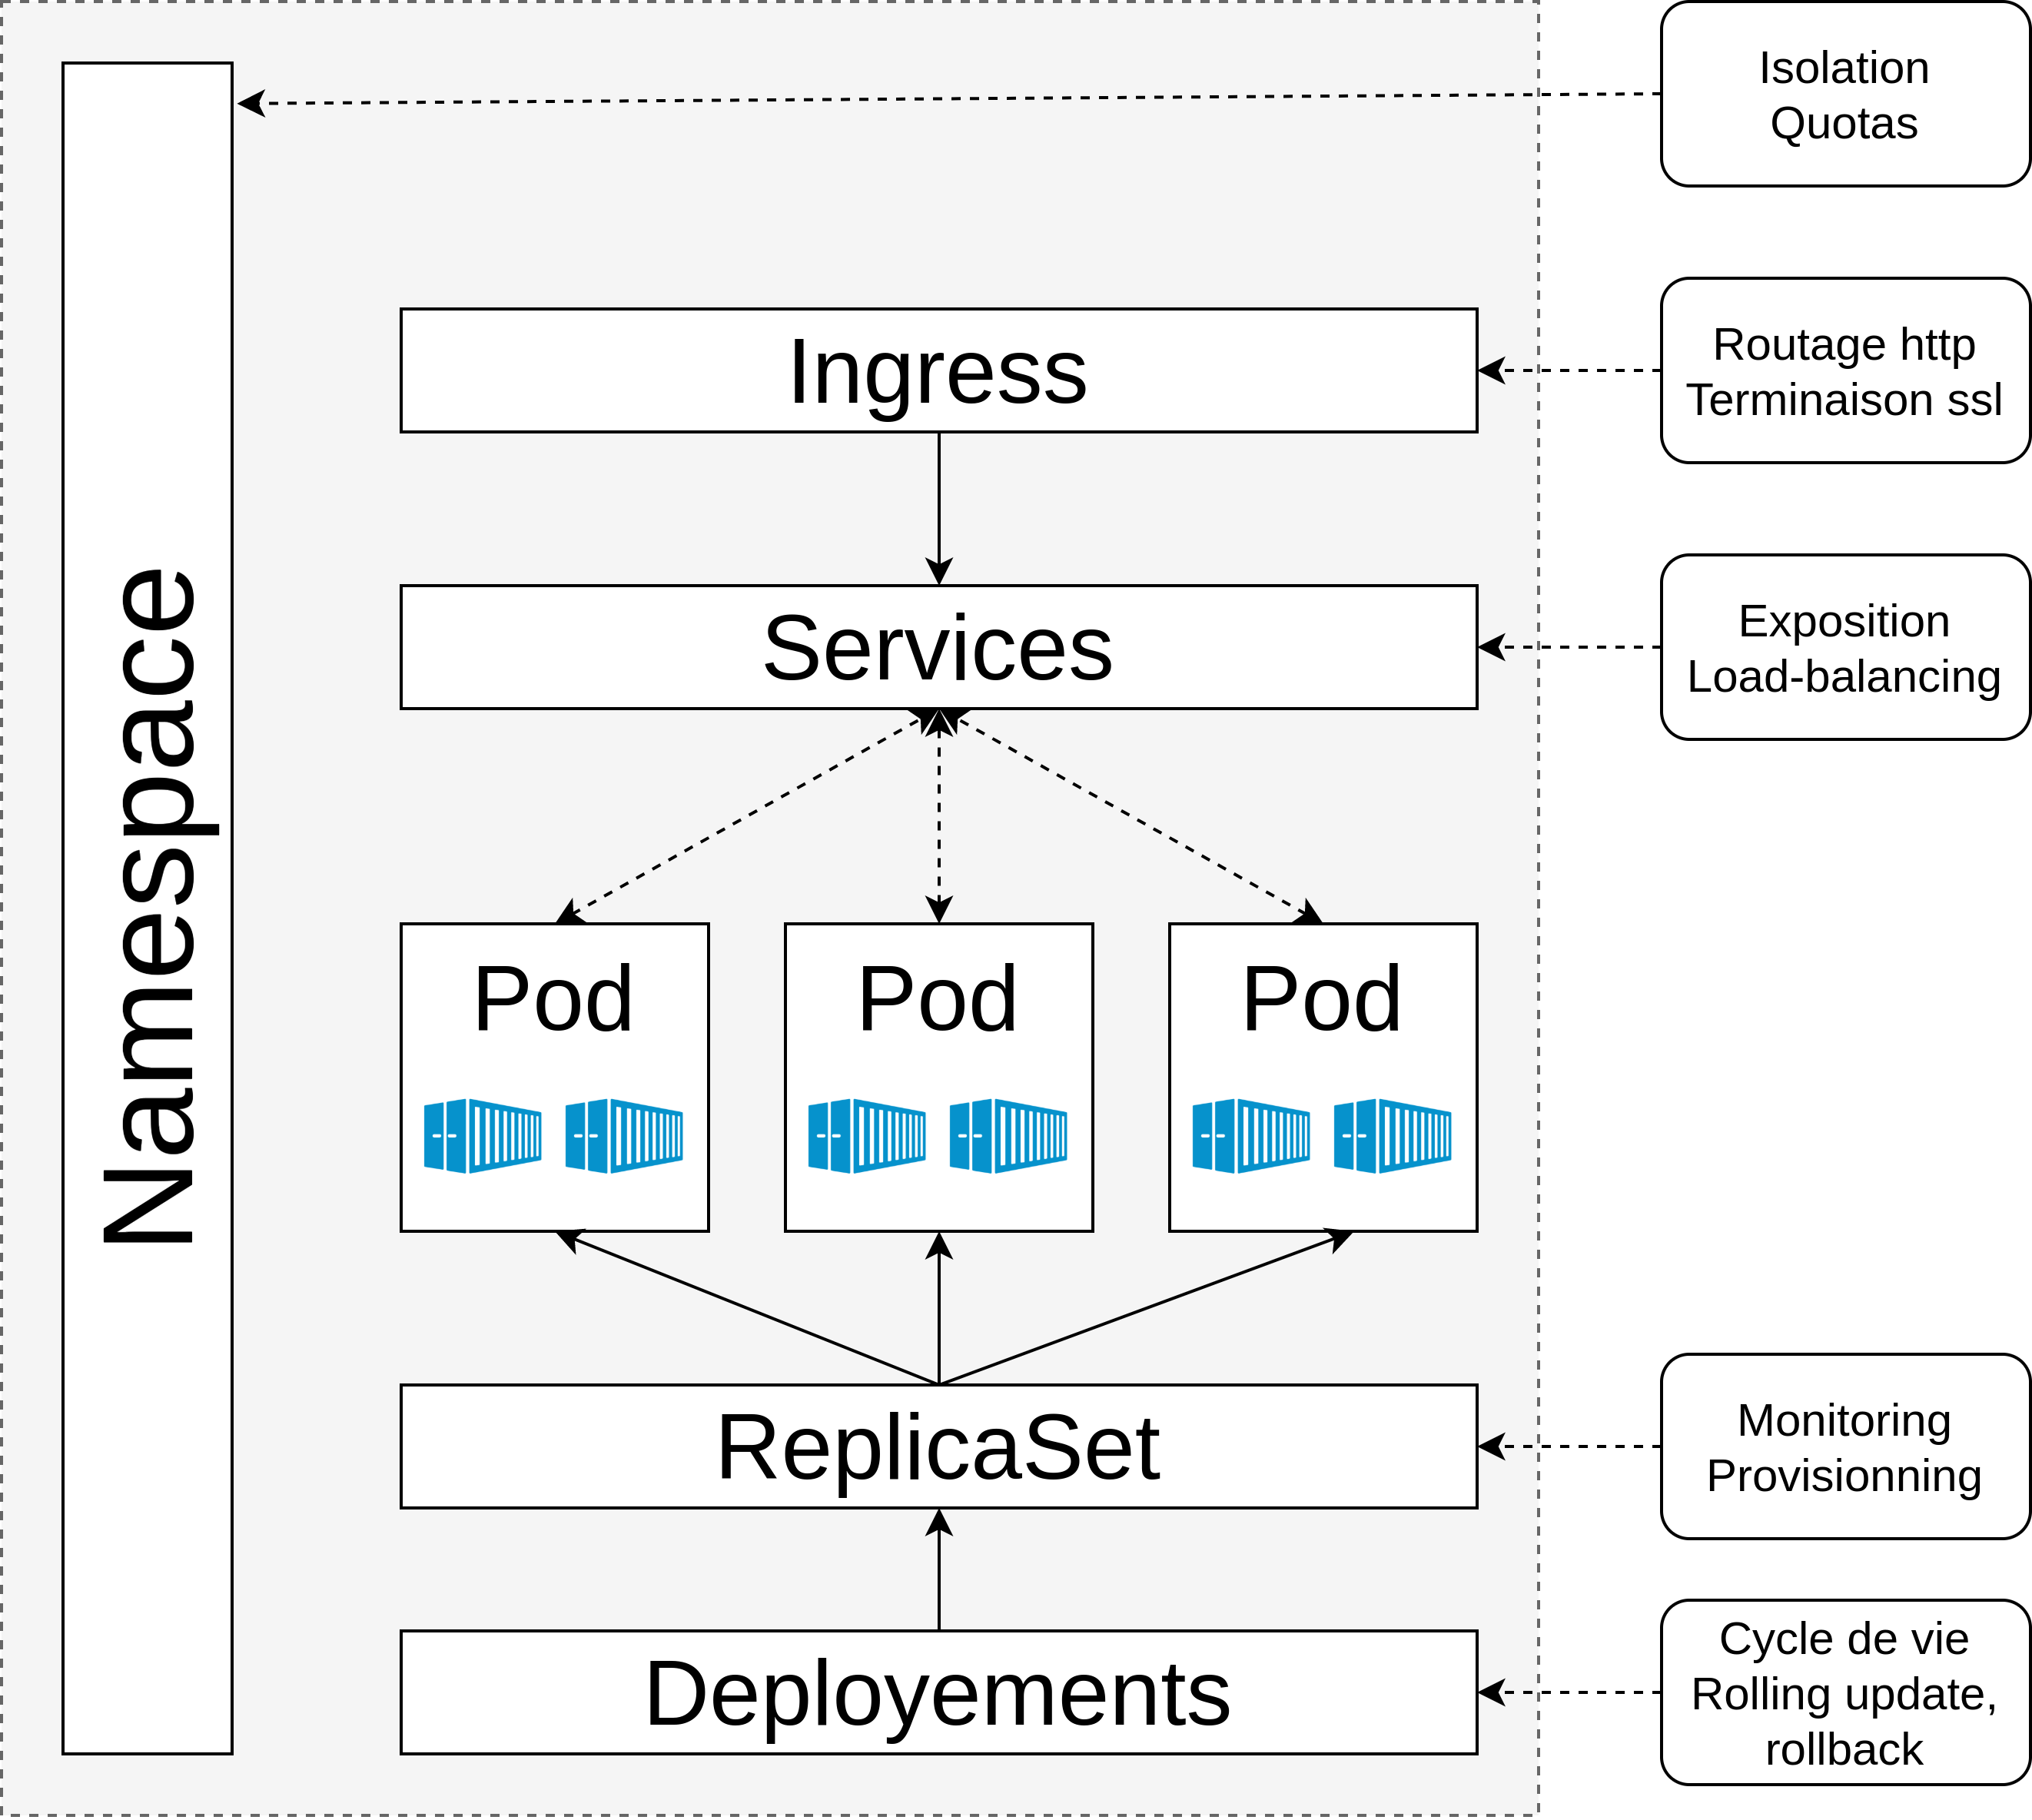 Namespace
Isolation
Quotas
Ingress
Routage http
Terminaison ssl
Services
Exposition
Load-balancing
Pod
Pod
Pod
ReplicaSet
Monitoring
Provisionning
Deployements
Cycle de vie
Rolling update,
rollback